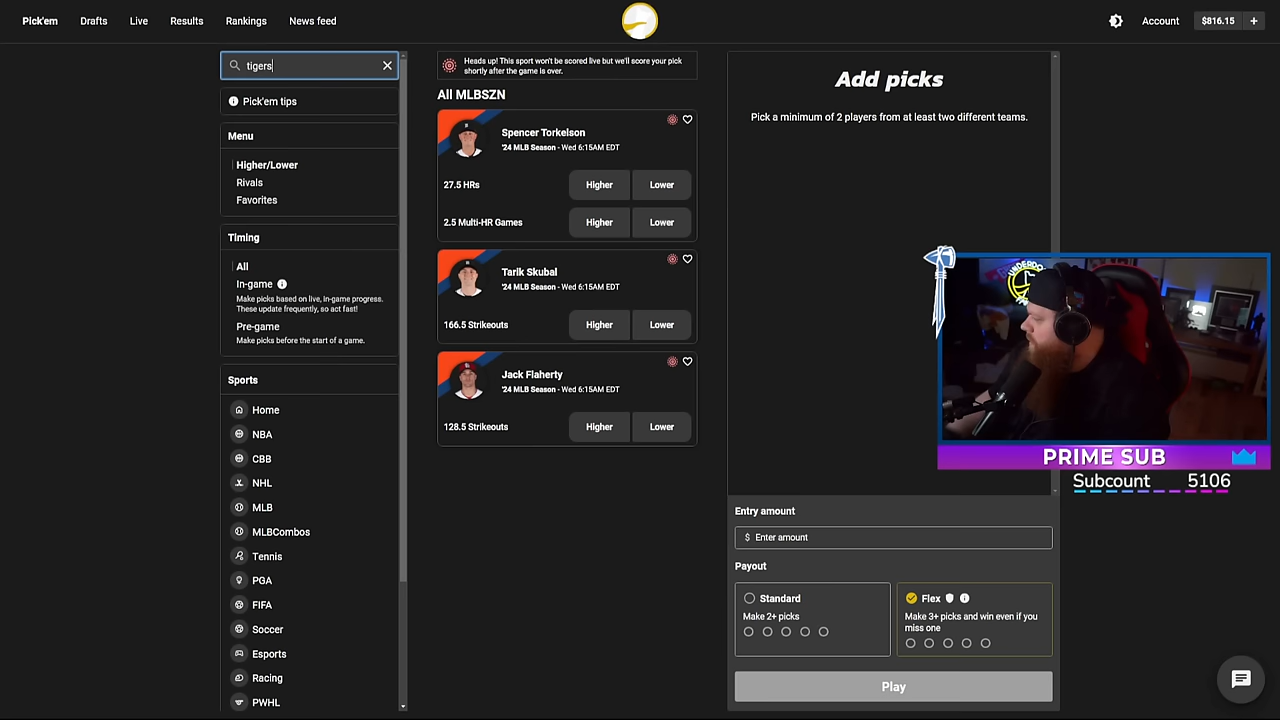 Pick'em
Drafts
Live
Results
Rankings
News feed
Account
$816.15 +
tigers
Pick'em tips
Menu
Higher/Lower
Rivals
Favorites
Timing
All
In-game
Make picks based on live, in-game progress.
These update frequently, so act fast!
Pre-game
Make picks before the start of a game.
Sports
Home
NBA
CBB
NHL
MLB
MLBCombos
Tennis
PGA
FIFA
Soccer
Esports
Racing
PWHL
Heads up! This sport won't be scored live but we'll score your pick
shortly after the game is over.
All MLBSZN
Spencer Torkelson
'24 MLB Season - Wed 6:15AM EDT
27.5 HRs Higher Lower
2.5 Multi-HR Games Higher Lower
Tarik Skubal
'24 MLB Season - Wed 6:15AM EDT
166.5 Strikeouts Higher Lower
Jack Flaherty
'24 MLB Season - Wed 6:15AM EDT
128.5 Strikeouts Higher Lower
Add picks
Pick a minimum of 2 players from at least two different teams.
PRIME SUB
Subcount 5106
Entry amount
$ Enter amount
Payout
Standard
Make 2+ picks
Flex
Make 3+ picks and win even if you
miss one
Play